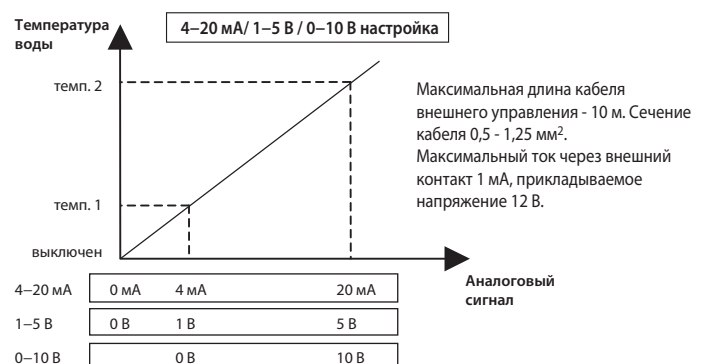 Температура
воды
4–20 мА/ 1–5 В / 0–10 В настройка
темп. 2
Максимальная длина кабеля
внешнего управления - 10 м. Сечение
кабеля 0,5 - 1,25 мм².
Максимальный ток через внешний
контакт 1 мА, прикладываемое
напряжение 12 В.
темп. 1
выключен
Аналоговый
сигнал
4–20 мА 0 мА 4 мА 20 мА
1–5 В 0 В 1 В 5 В
0–10 В 0 В 10 В